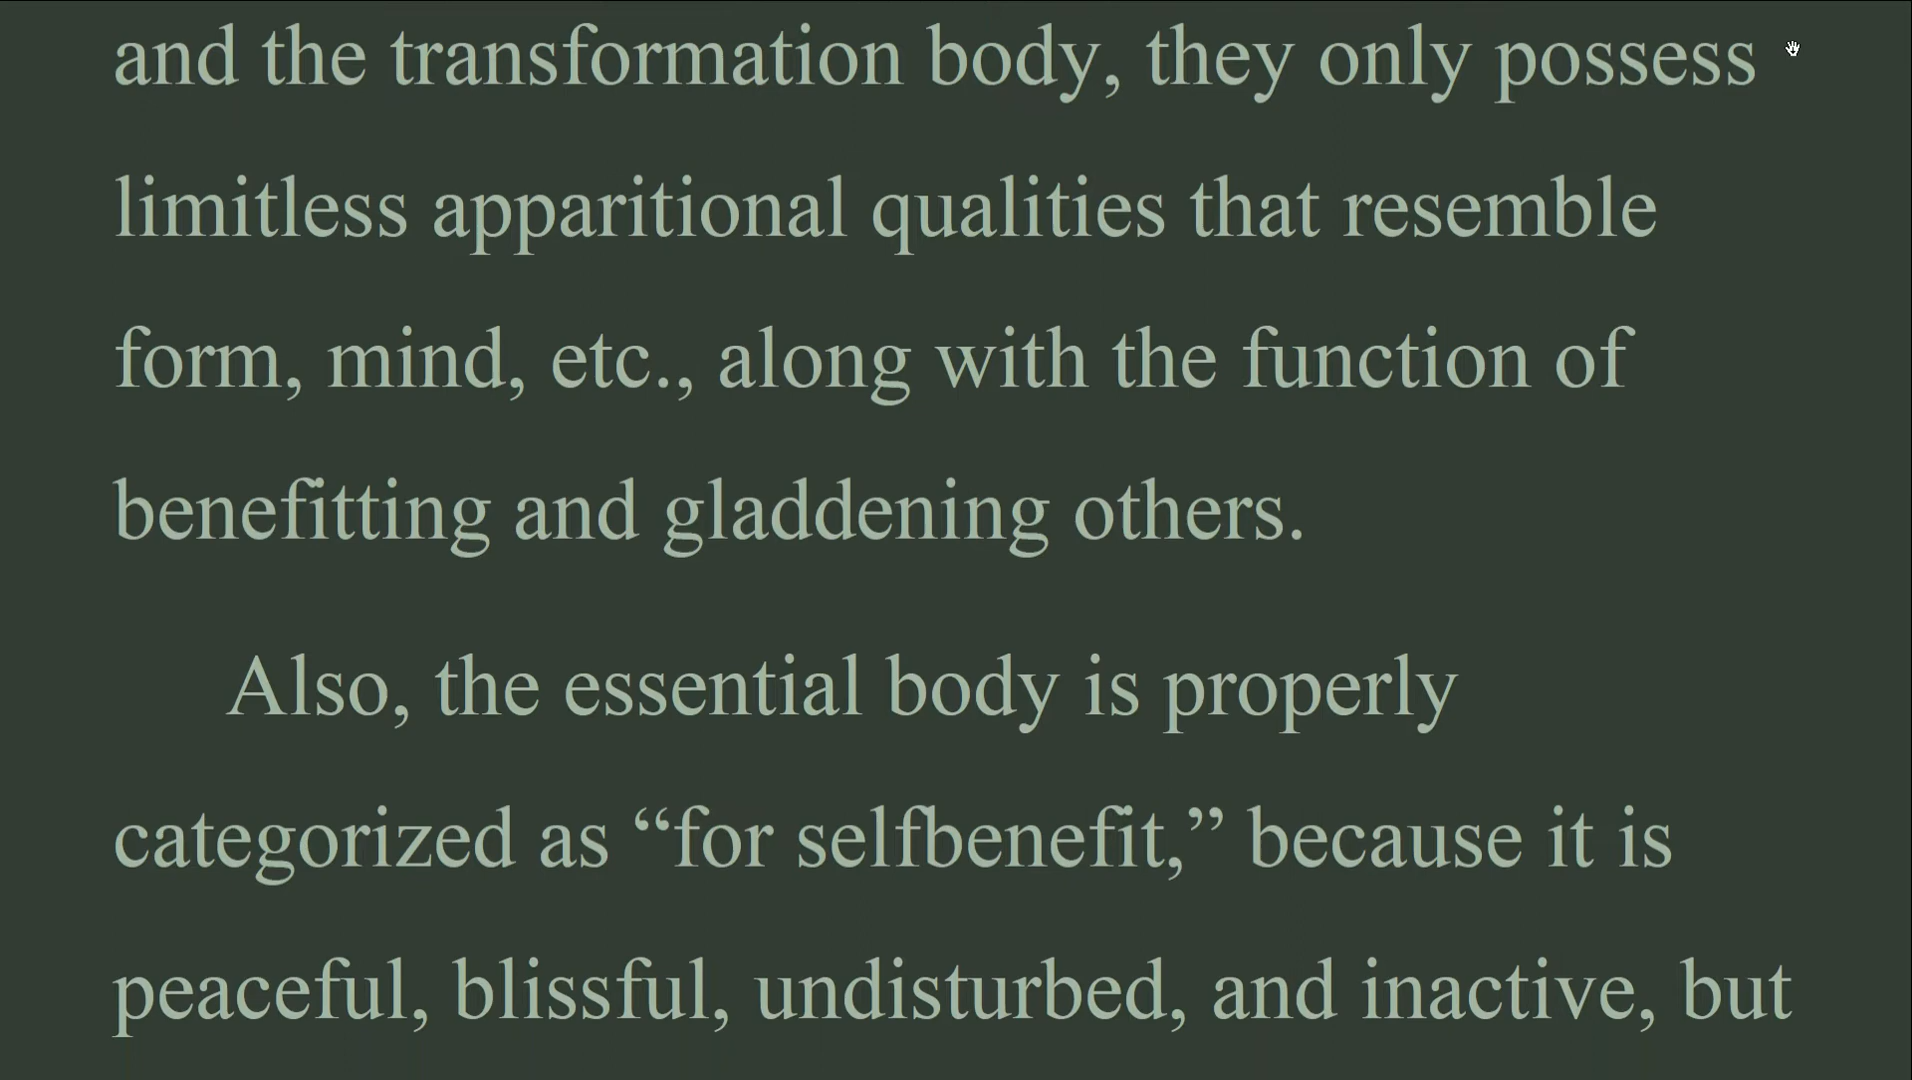 and the transformation body, they only possess
limitless apparitional qualities that resemble
form, mind, etc., along with the function of
benefitting and gladdening others.
Also, the essential body is properly
categorized as “for selfbenefit,” because it is
peaceful, blissful, undisturbed, and inactive, but